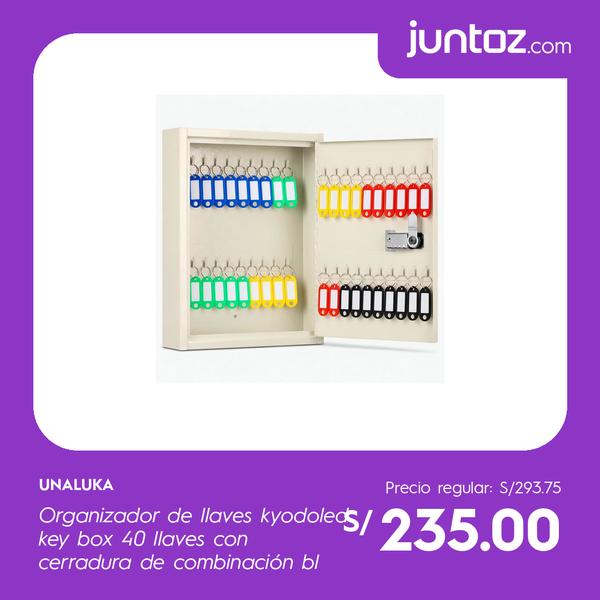 juntoz.com
UNALUKA
Organizador de llaves kyodoled
key box 40 llaves con
cerradura de combinación bl
Precio regular: S/293.75
S/ 235.00